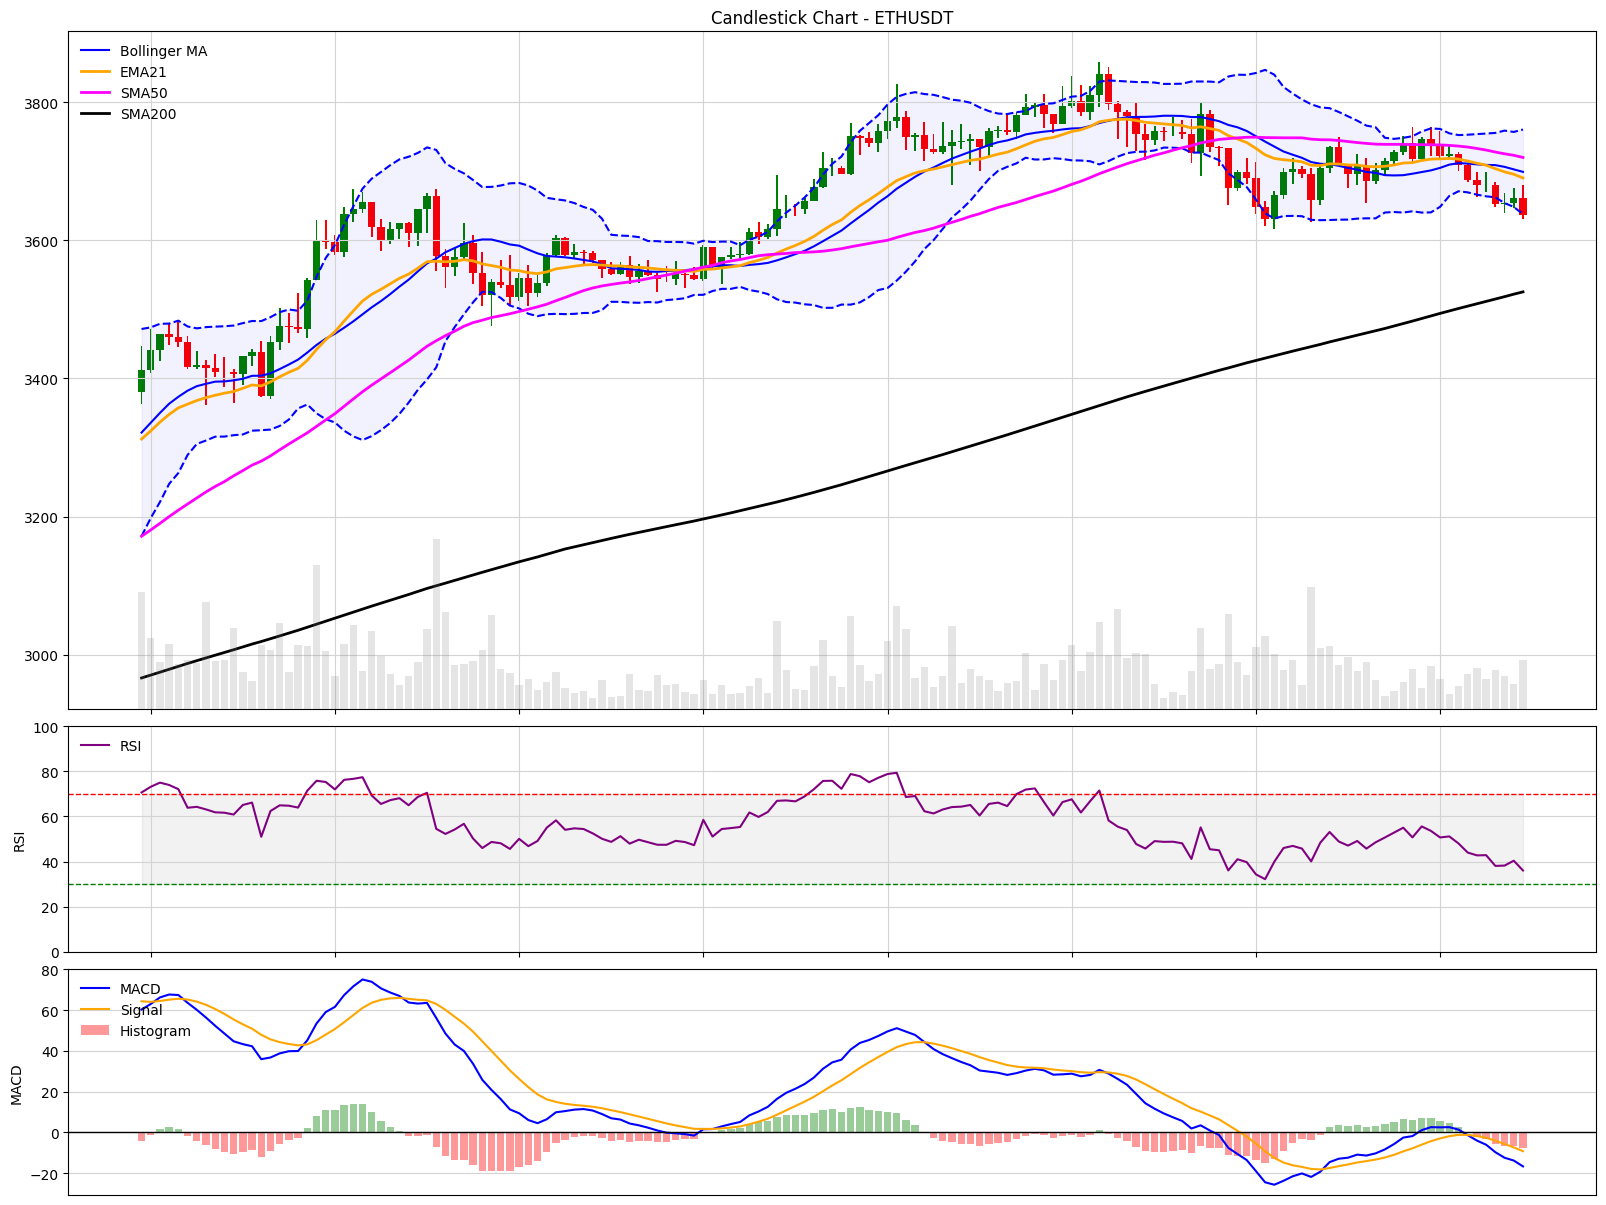 Candlestick Chart - ETHUSDT
Bollinger MA
EMA21
SMA50
SMA200
3800
3600
3400
3200
3000
RSI
100
80
60
40
20
0
RSI
MACD
Signal
Histogram
80
60
40
20
0
−20
MACD